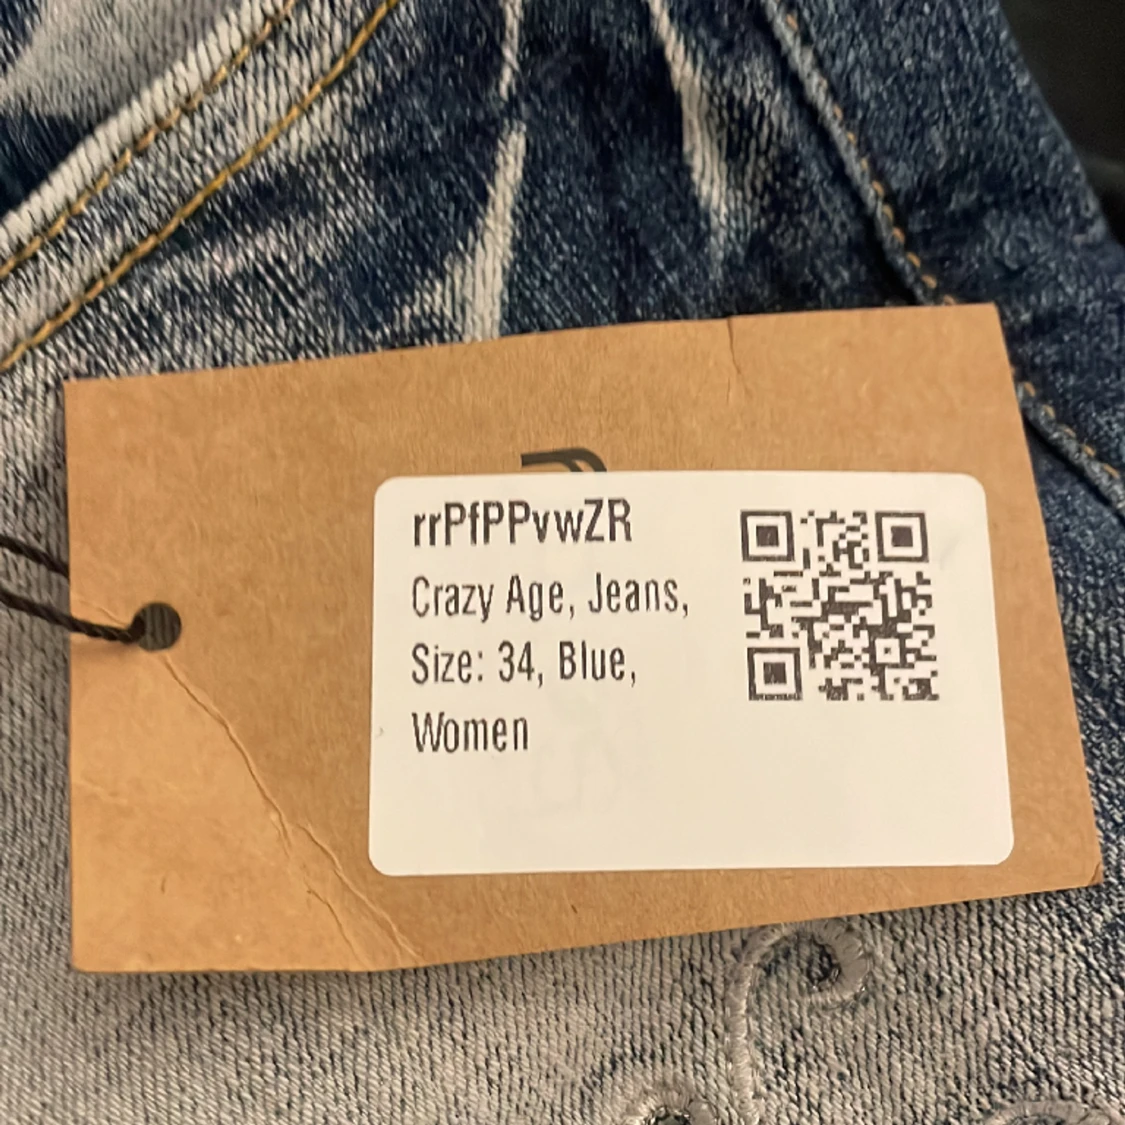 rrPfPPvwZR
Crazy Age, Jeans,
Size: 34, Blue,
Women